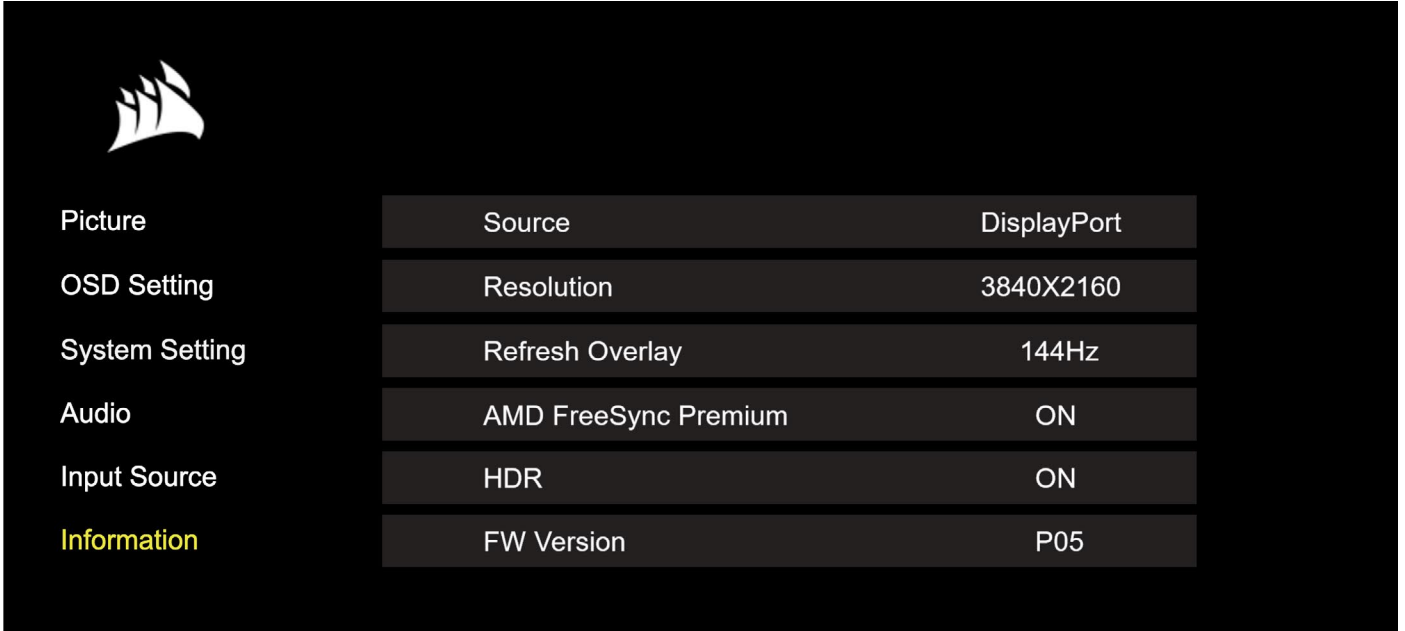 Picture Source DisplayPort
OSD Setting Resolution 3840X2160
System Setting Refresh Overlay 144Hz
Audio AMD FreeSync Premium ON
Input Source HDR ON
Information FW Version P05